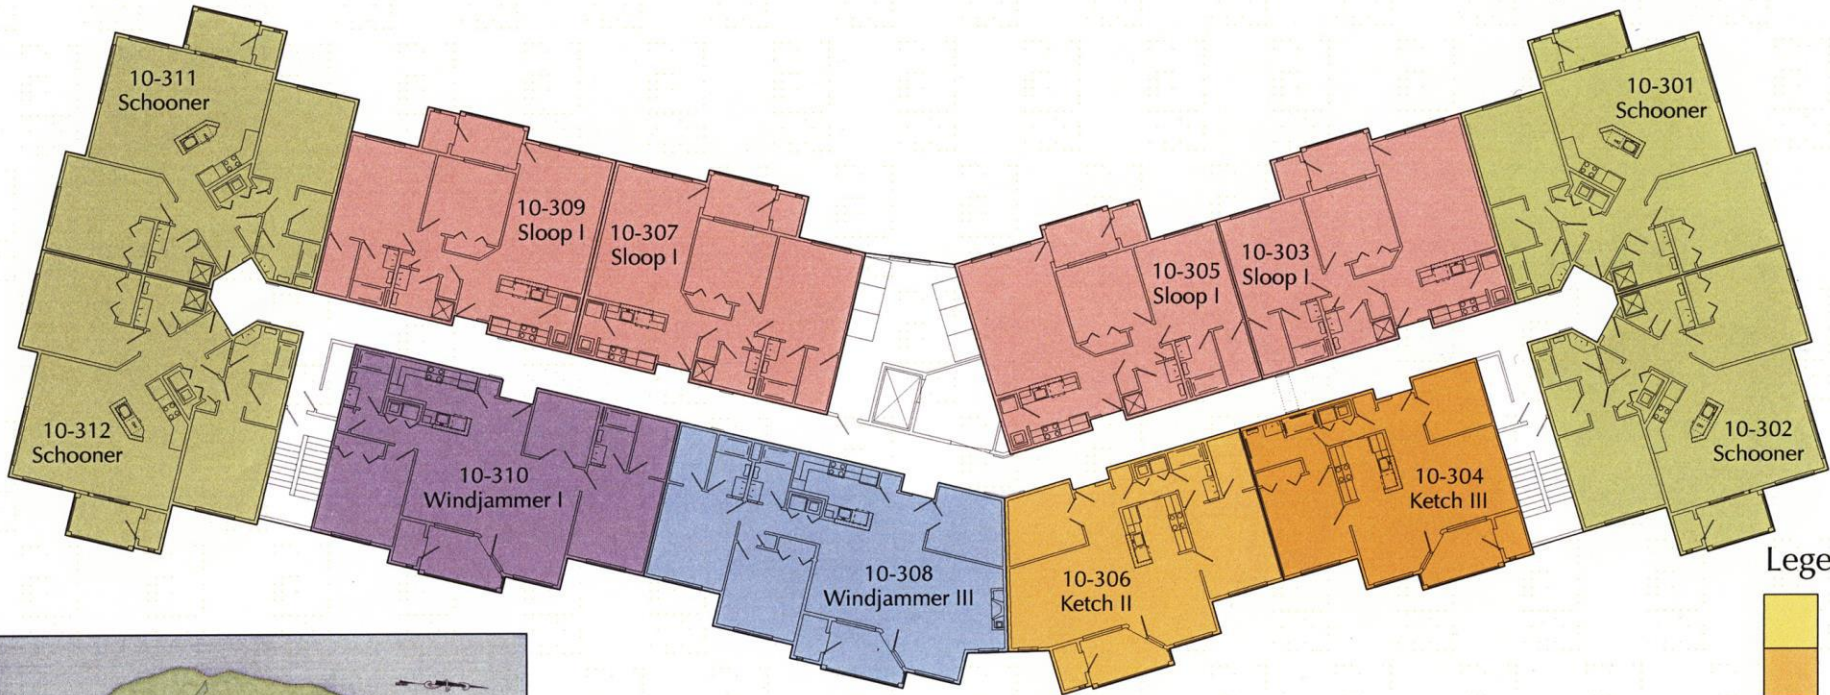 10-311
Schooner
10-301
Schooner
10-309
Sloop I
10-307
Sloop I
10-305
Sloop I
10-303
Sloop I
10-312
Schooner
10-310
Windjammer I
10-308
Windjammer III
10-306
Ketch II
10-304
Ketch III
10-302
Schooner
Lege